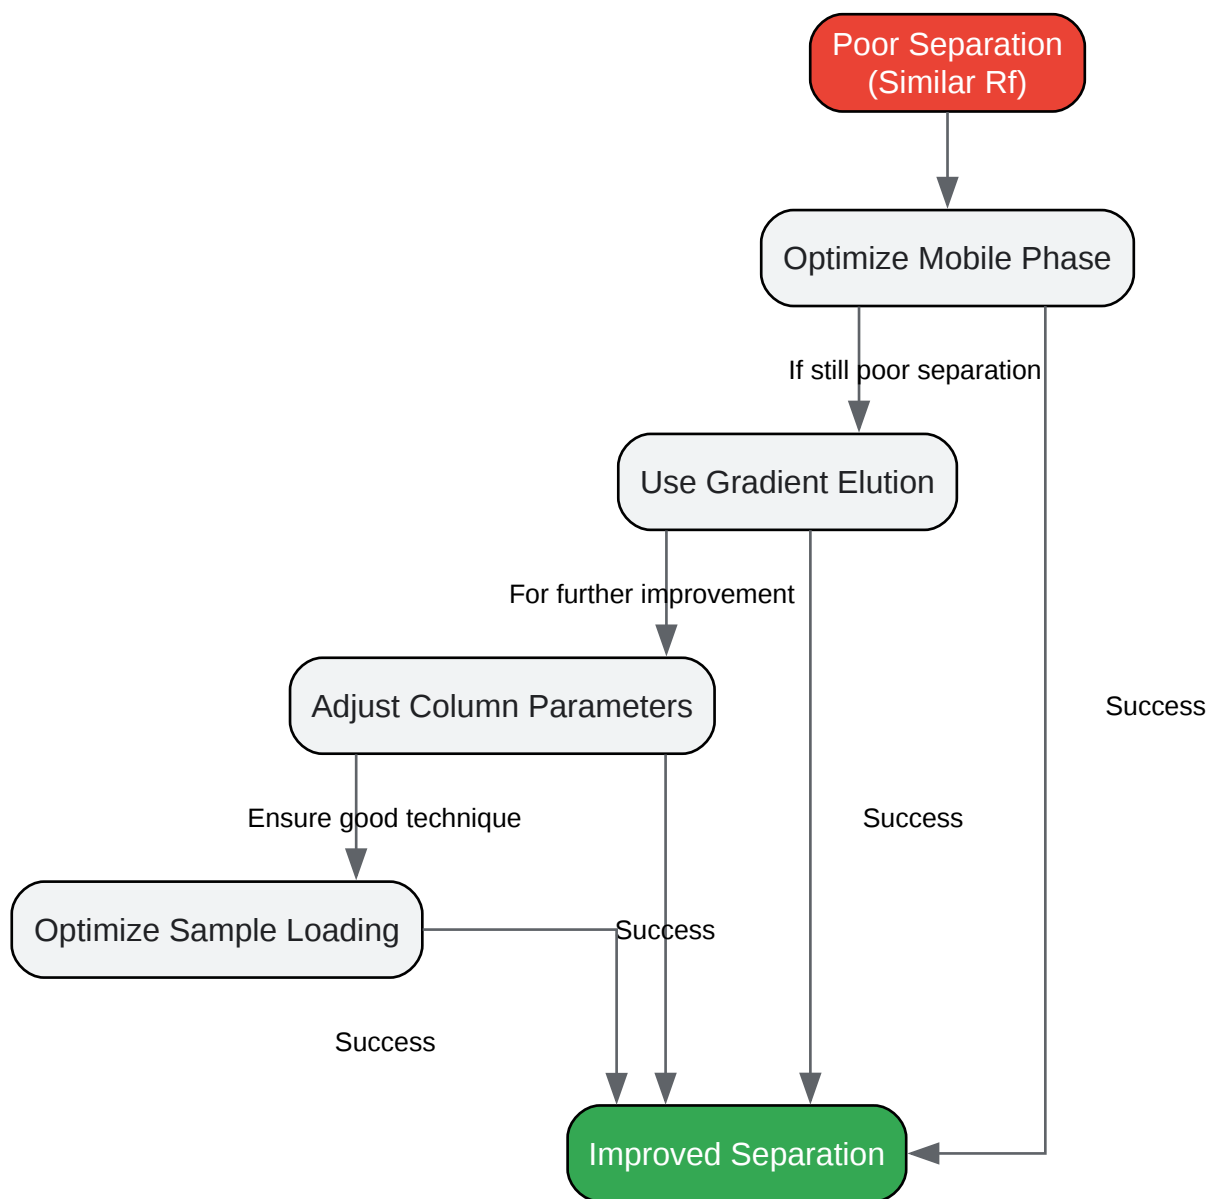 Poor Separation
(Similar Rf)
Optimize Mobile Phase
If still poor separation
Use Gradient Elution
For further improvement
Adjust Column Parameters
Success
Ensure good technique
Success
Optimize Sample Loading
Success
Success
Improved Separation